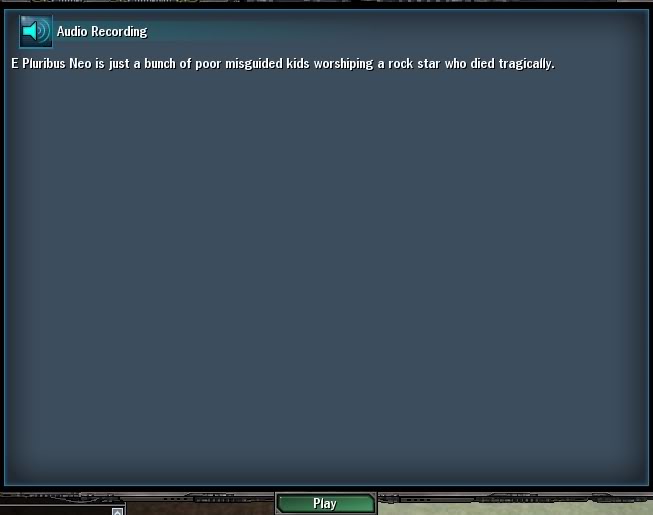 Audio Recording
E Pluribus Neo is just a bunch of poor misguided kids worshiping a rock star who died tragically.
Play